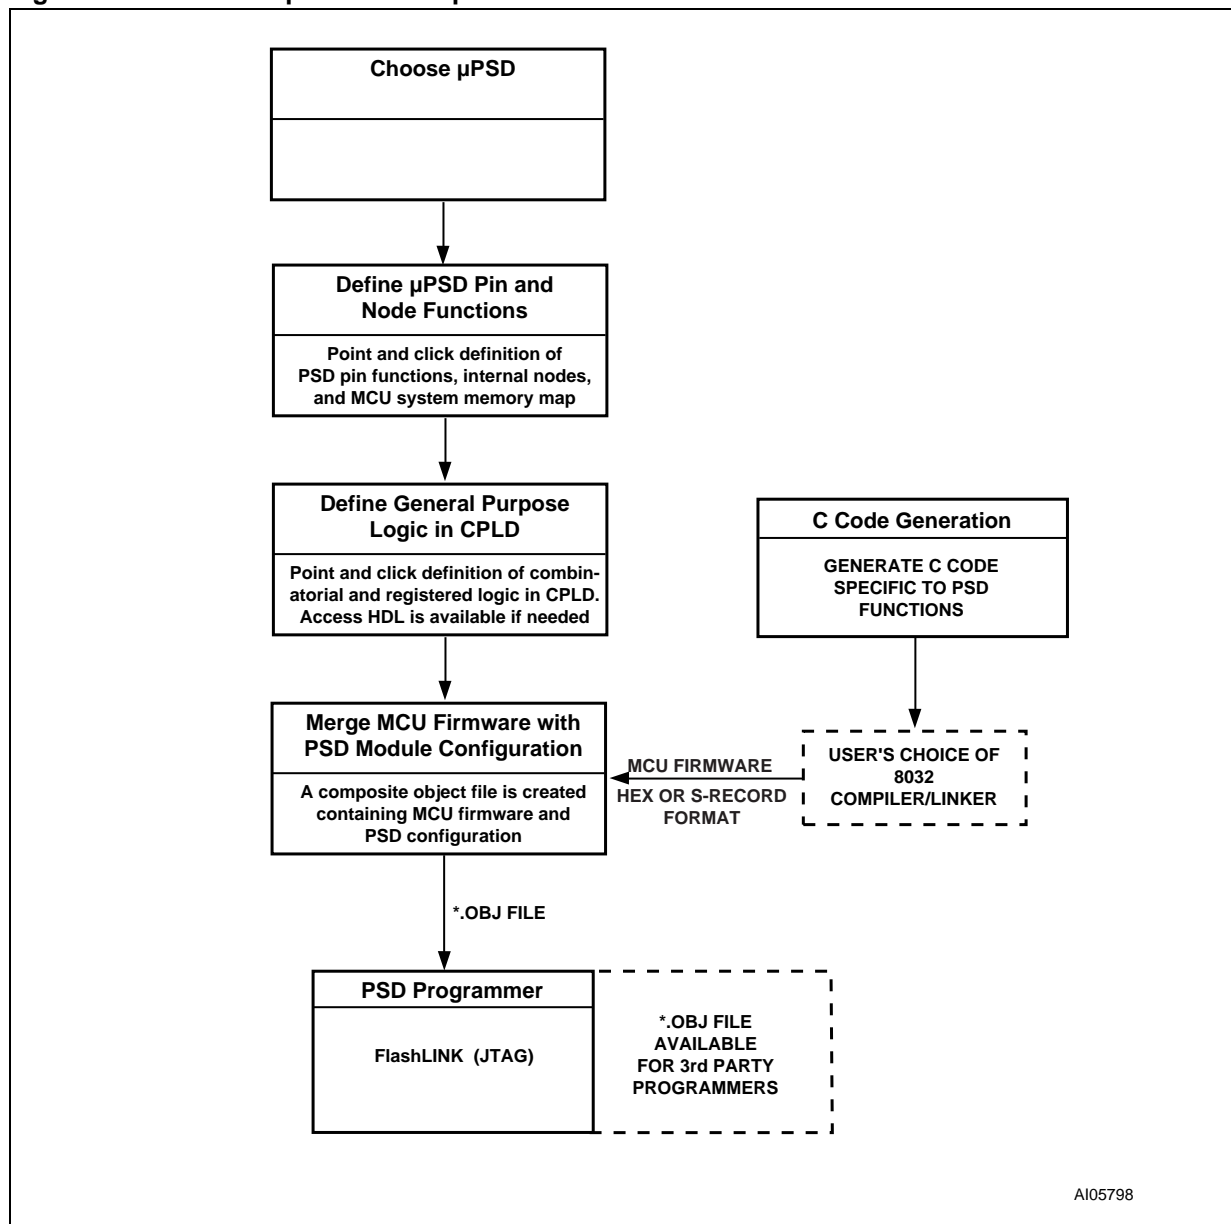 Choose µPSD
Define µPSD Pin and
Node Functions
Point and click definition of
PSD pin functions, internal nodes,
and MCU system memory map
Define General Purpose
Logic in CPLD
Point and click definition of combin-
atorial and registered logic in CPLD.
Access HDL is available if needed
C Code Generation
GENERATE C CODE
SPECIFIC TO PSD
FUNCTIONS
Merge MCU Firmware with
PSD Module Configuration
A composite object file is created
containing MCU firmware and
PSD configuration
MCU FIRMWARE
HEX OR S-RECORD
FORMAT
USER'S CHOICE OF
8032
COMPILER/LINKER
*.OBJ FILE
PSD Programmer
FlashLINK (JTAG)
*.OBJ FILE
AVAILABLE
FOR 3rd PARTY
PROGRAMMERS
AI05798